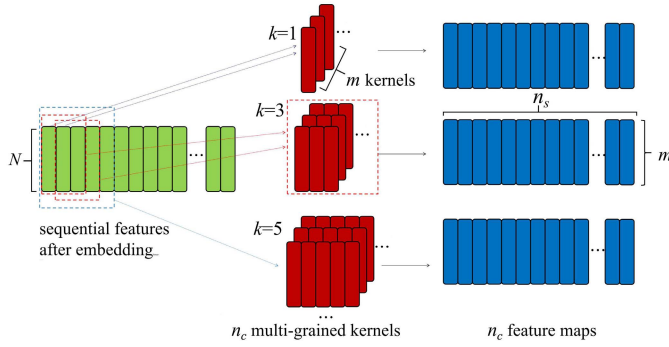 k=1
...
m kernels
k=3
n_s
...
N
...
...
m
sequential features
after embedding
k=5
...
...
...
n_c multi-grained kernels
n_c feature maps